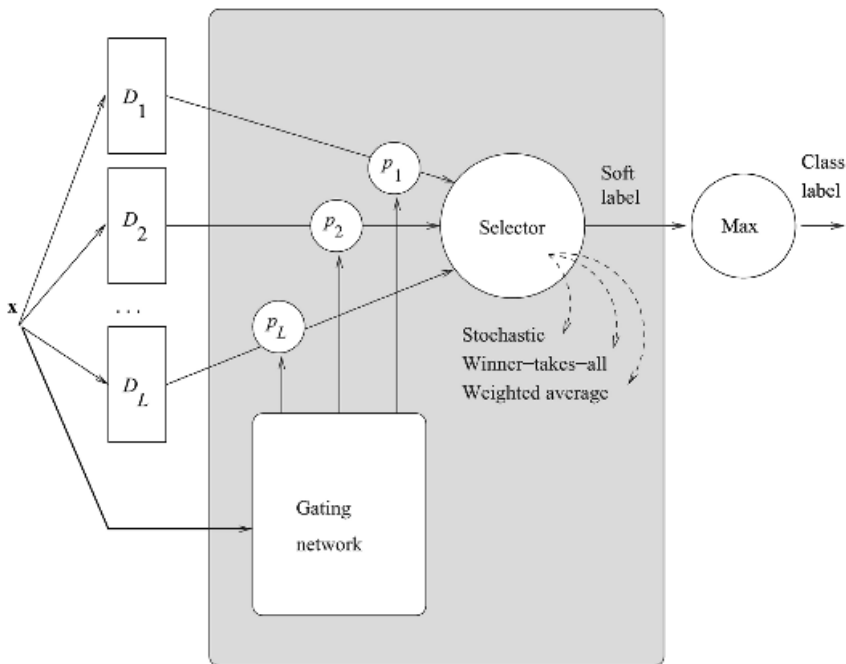 D1
p1
Soft
label
Class
label
x
D2
p2
Selector
Max
...
DL
pL
Stochastic
Winner–takes–all
Weighted average
Gating
network